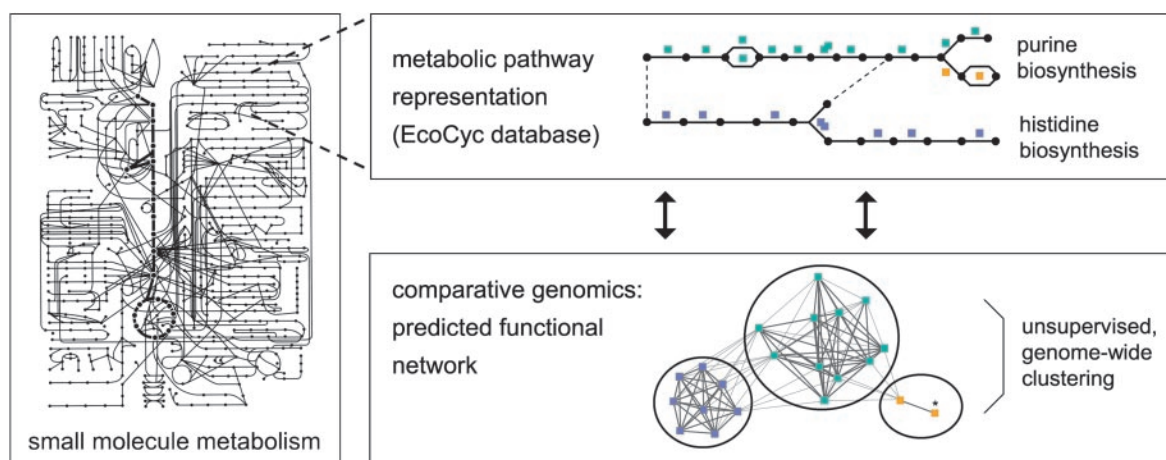 small molecule metabolism
metabolic pathway
representation
(EcoCyc database)
purine
biosynthesis
histidine
biosynthesis
comparative genomics:
predicted functional
network
*
unsupervised,
genome-wide
clustering